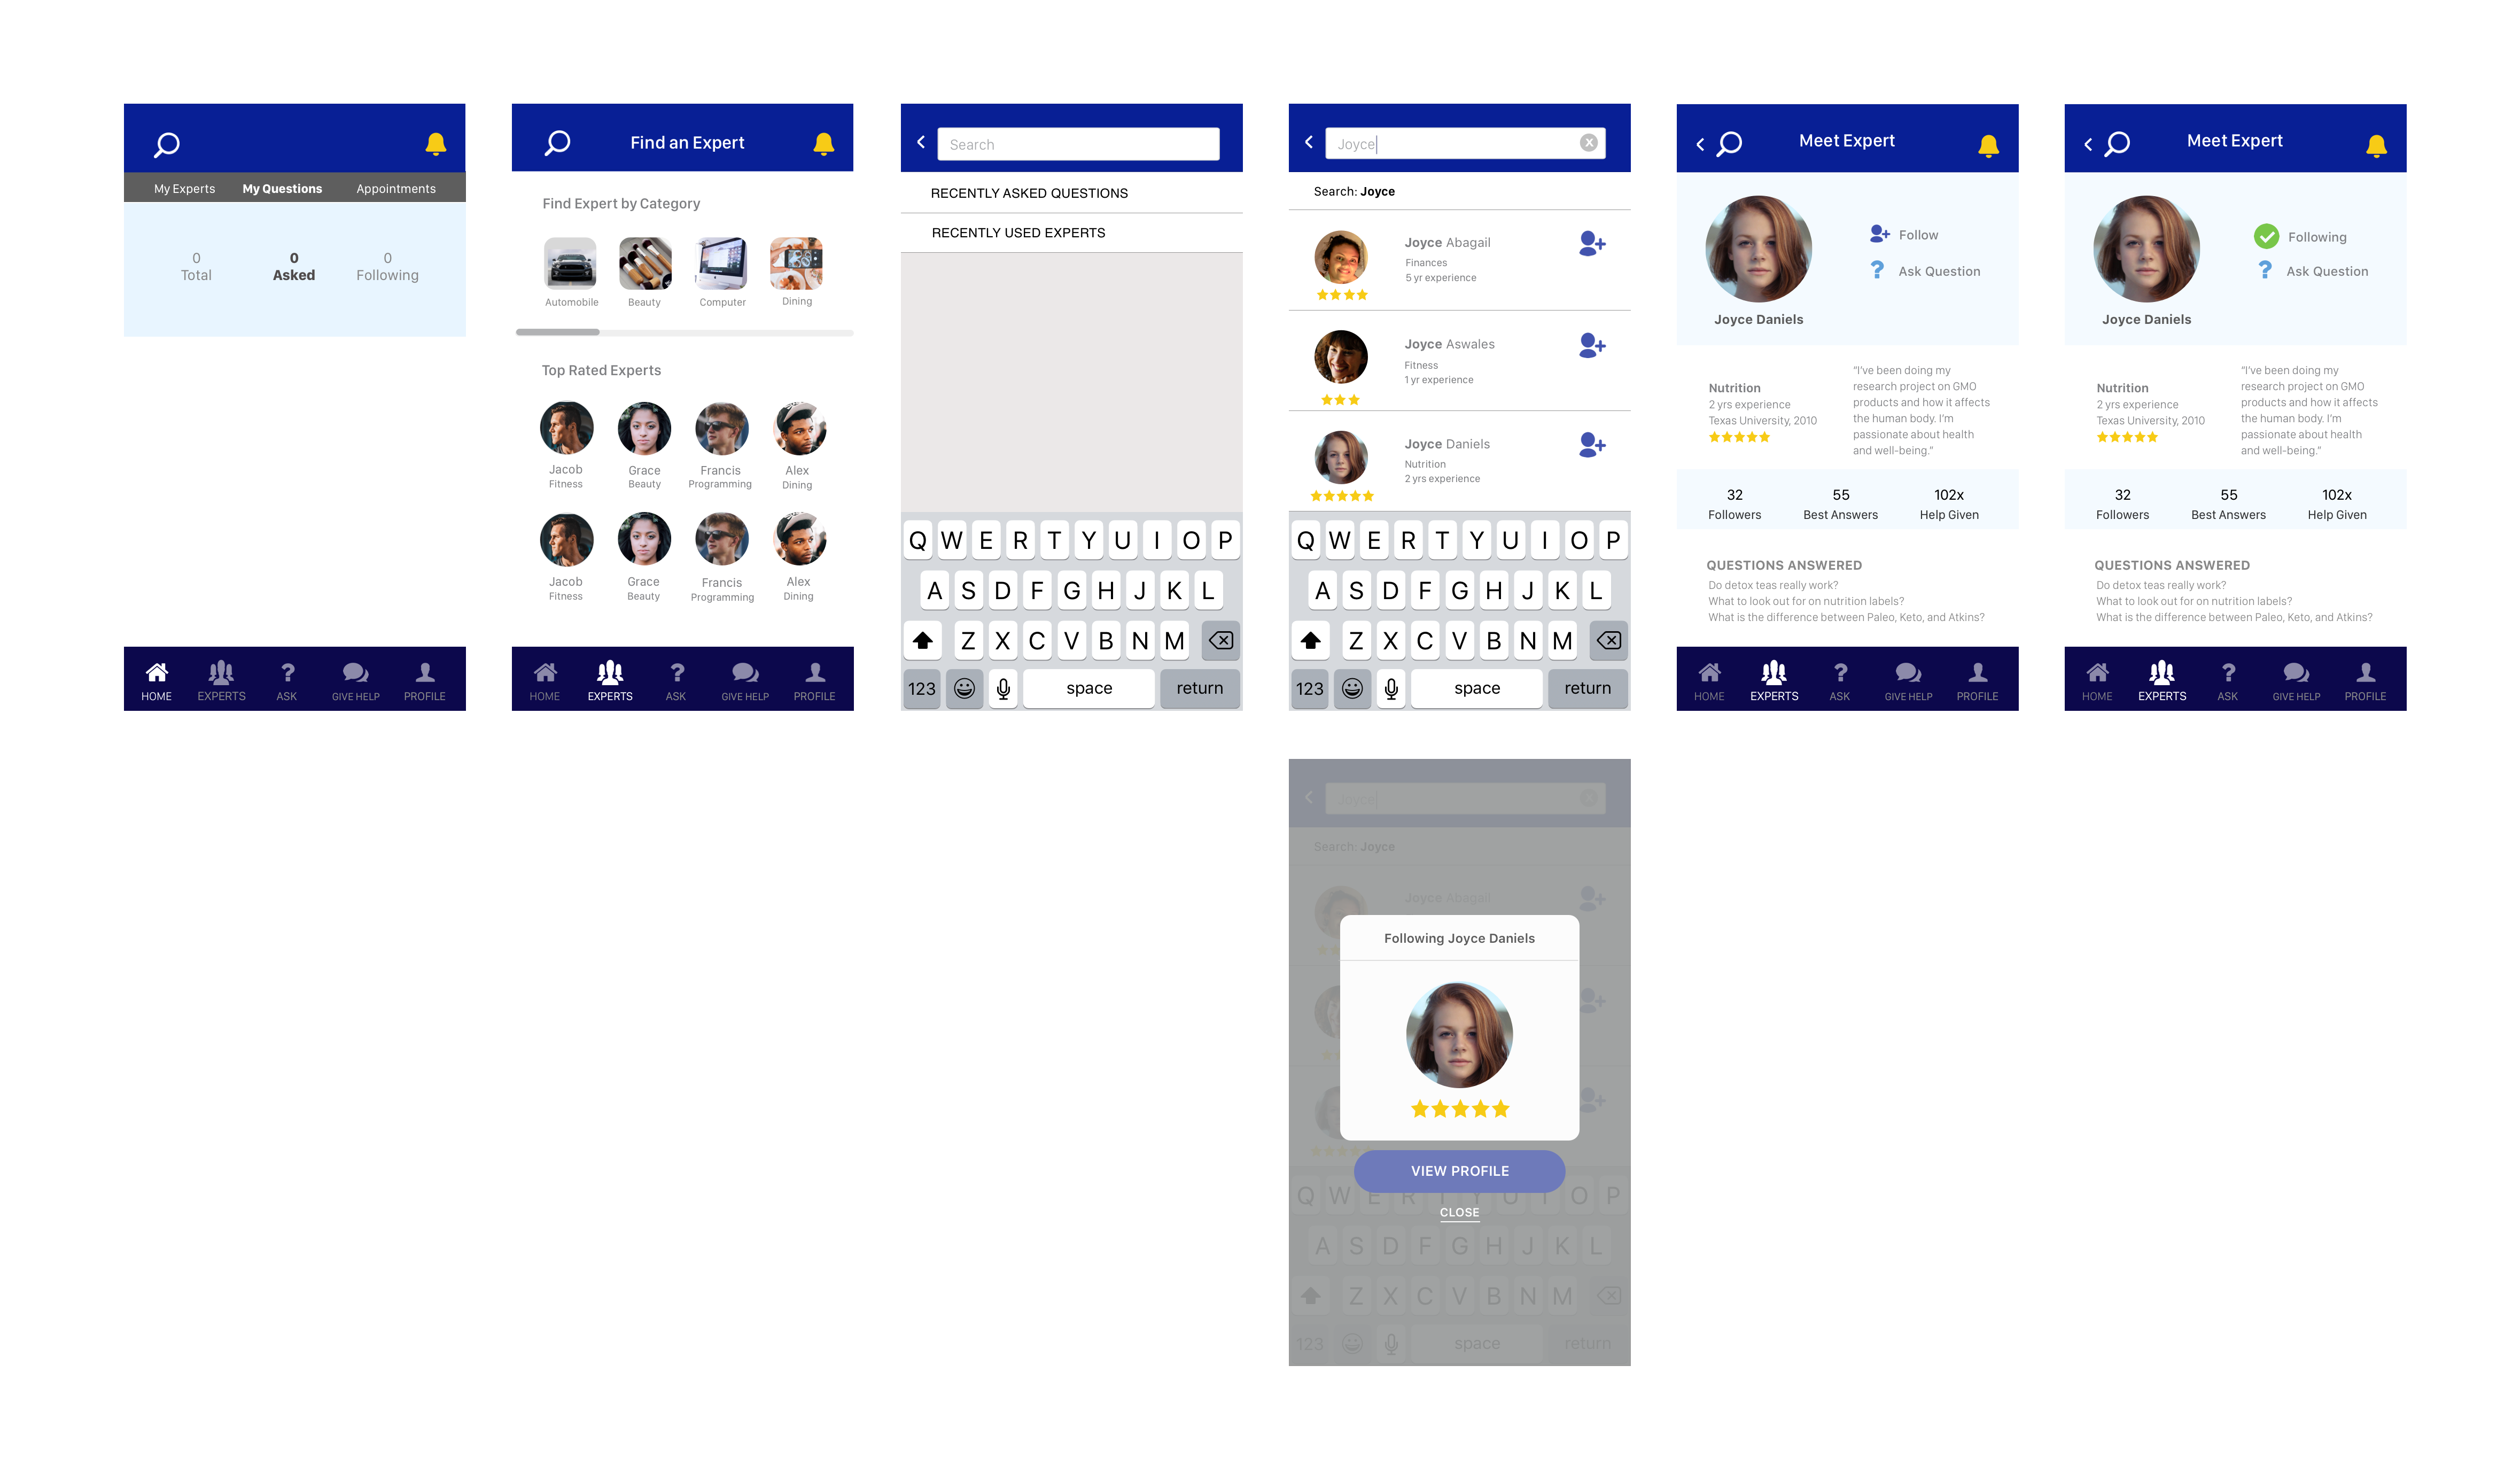 My Experts My Questions Appointments
0 0 0
Total Asked Following
HOME EXPERTS ASK GIVE HELP PROFILE
Find an Expert
Find Expert by Category
Automobile Beauty Computer Dining
Top Rated Experts
Jacob Grace Francis Alex
Fitness Beauty Programming Dining
Jacob Grace Francis Alex
Fitness Beauty Programming Dining
HOME EXPERTS ASK GIVE HELP PROFILE
Search
RECENTLY ASKED QUESTIONS
RECENTLY USED EXPERTS
Q W E R T Y U I O P
A S D F G H J K L
Z X C V B N M
123 space return
Joyce
Search: Joyce
Joyce Abagail
Finances
5 yr experience
Joyce Aswales
Fitness
1 yr experience
Joyce Daniels
Nutrition
2 yrs experience
Q W E R T Y U I O P
A S D F G H J K L
Z X C V B N M
123 space return
Meet Expert
Follow
Ask Question
Joyce Daniels
Nutrition
2 yrs experience
Texas University, 2010
“I’ve been doing my
research project on GMO
products and how it affects
the human body. I’m
passionate about health
and well-being.”
32 55 102x
Followers Best Answers Help Given
QUESTIONS ANSWERED
Do detox teas really work?
What to look out for on nutrition labels?
What is the difference between Paleo, Keto, and Atkins?
HOME EXPERTS ASK GIVE HELP PROFILE
Meet Expert
Following
Ask Question
Joyce Daniels
Nutrition
2 yrs experience
Texas University, 2010
“I’ve been doing my
research project on GMO
products and how it affects
the human body. I’m
passionate about health
and well-being.”
32 55 102x
Followers Best Answers Help Given
QUESTIONS ANSWERED
Do detox teas really work?
What to look out for on nutrition labels?
What is the difference between Paleo, Keto, and Atkins?
HOME EXPERTS ASK GIVE HELP PROFILE
Joyce
Search: Joyce
Joyce Abagail
Following Joyce Daniels
VIEW PROFILE
Q W E R T Y U I O P
CLOSE
A S D F G H J K L
Z X C V B N M
123 space return